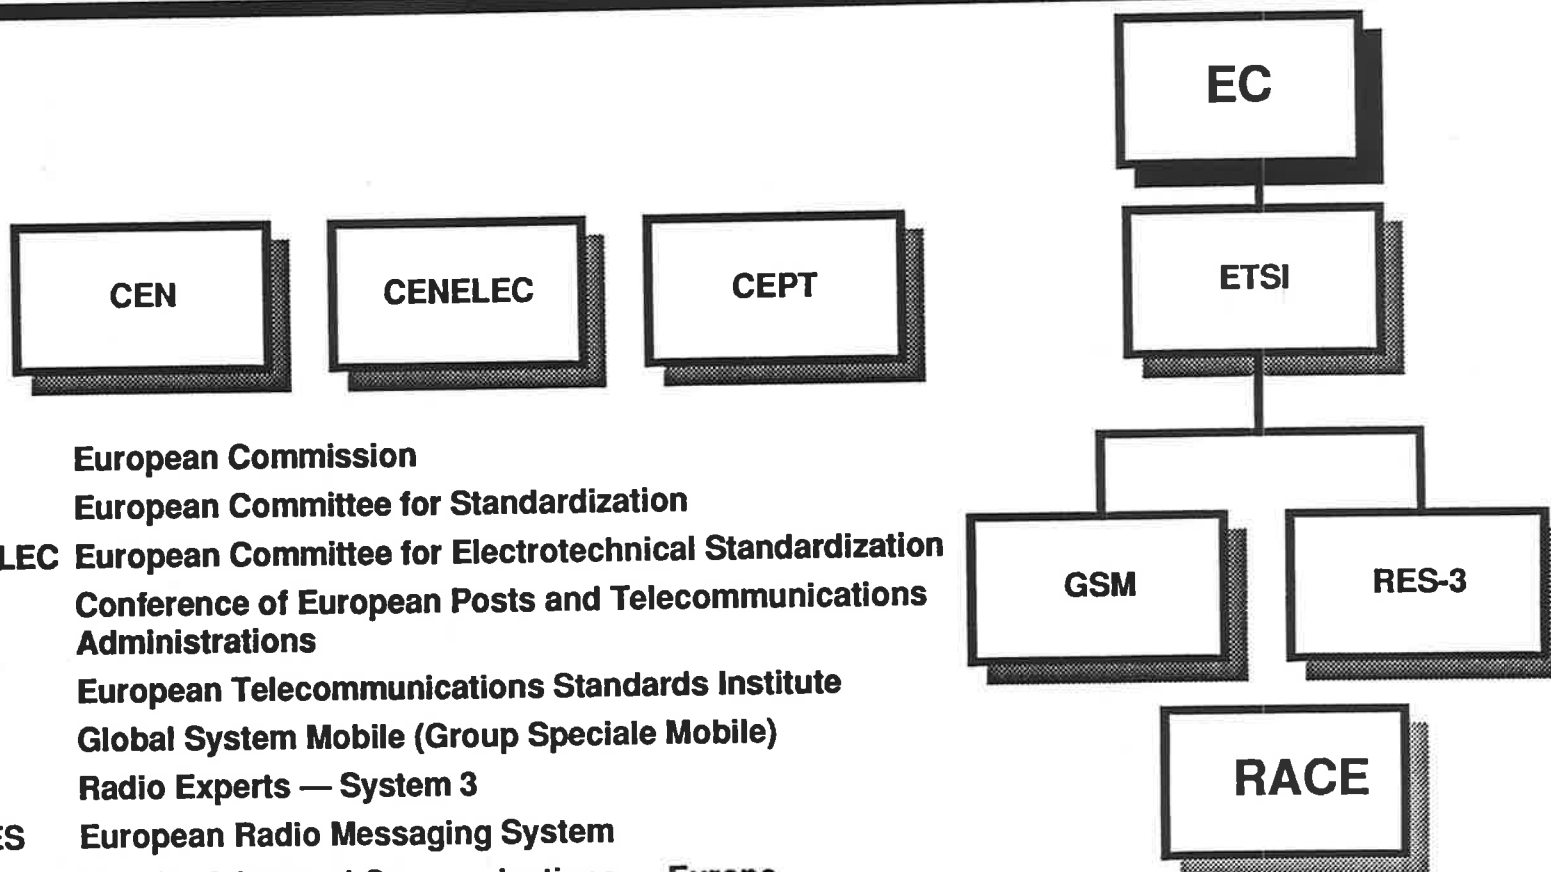 EC
CEN
CENELEC
CEPT
ETSI
European Commission
European Committee for Standardization
LEC European Committee for Electrotechnical Standardization
Conference of European Posts and Telecommunications
Administrations
European Telecommunications Standards Institute
Global System Mobile (Group Speciale Mobile)
Radio Experts — System 3
ES European Radio Messaging System
GSM
RES-3
RACE